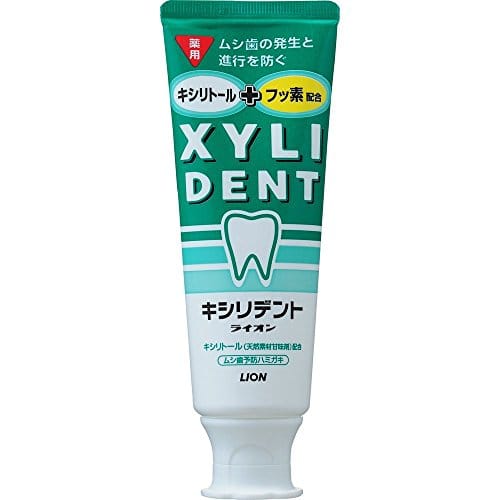 薬用
ムシ歯の発生と
進行を防ぐ
キシリトール+フッ素配合
XYLI
DENT
キシリデント
ライオン
キシリトール(天然素材甘味剤)配合
ムシ歯予防ハミガキ
LION